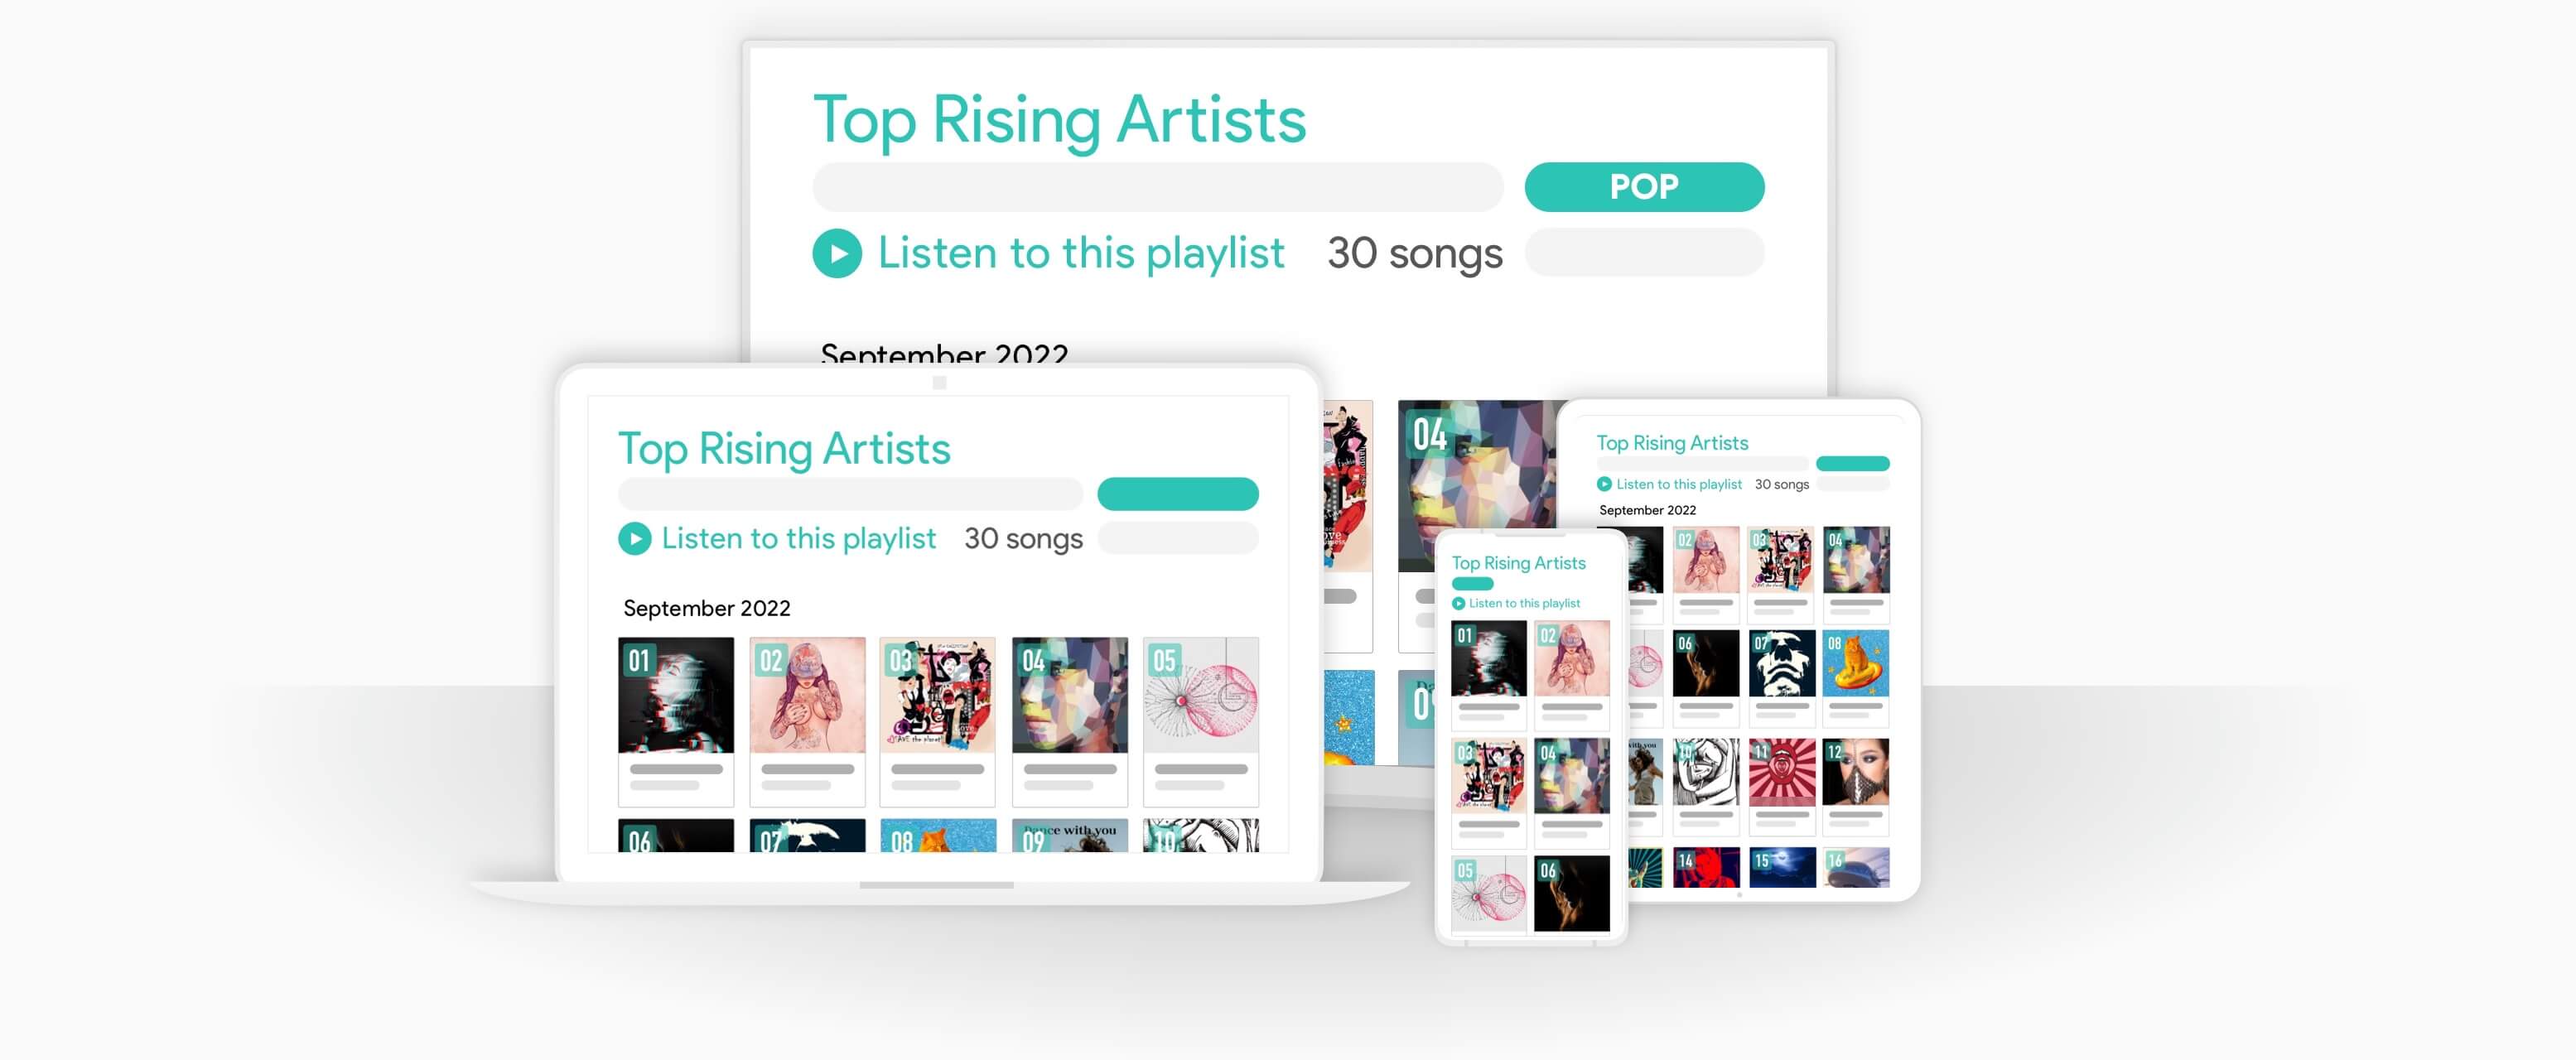 Top Rising Artists
POP
Listen to this playlist 30 songs
September 2022
04
Top Rising Artists
Listen to this playlist 30 songs
September 2022
01 02 03 04 05
06 07 08 09 10
Dance with you
Top Rising Artists
Listen to this playlist
01 02
03 04
05 06
Top Rising Artists
Listen to this playlist 30 songs
September 2022
02 03 04
06 07 08
10 11 12
14 15 16